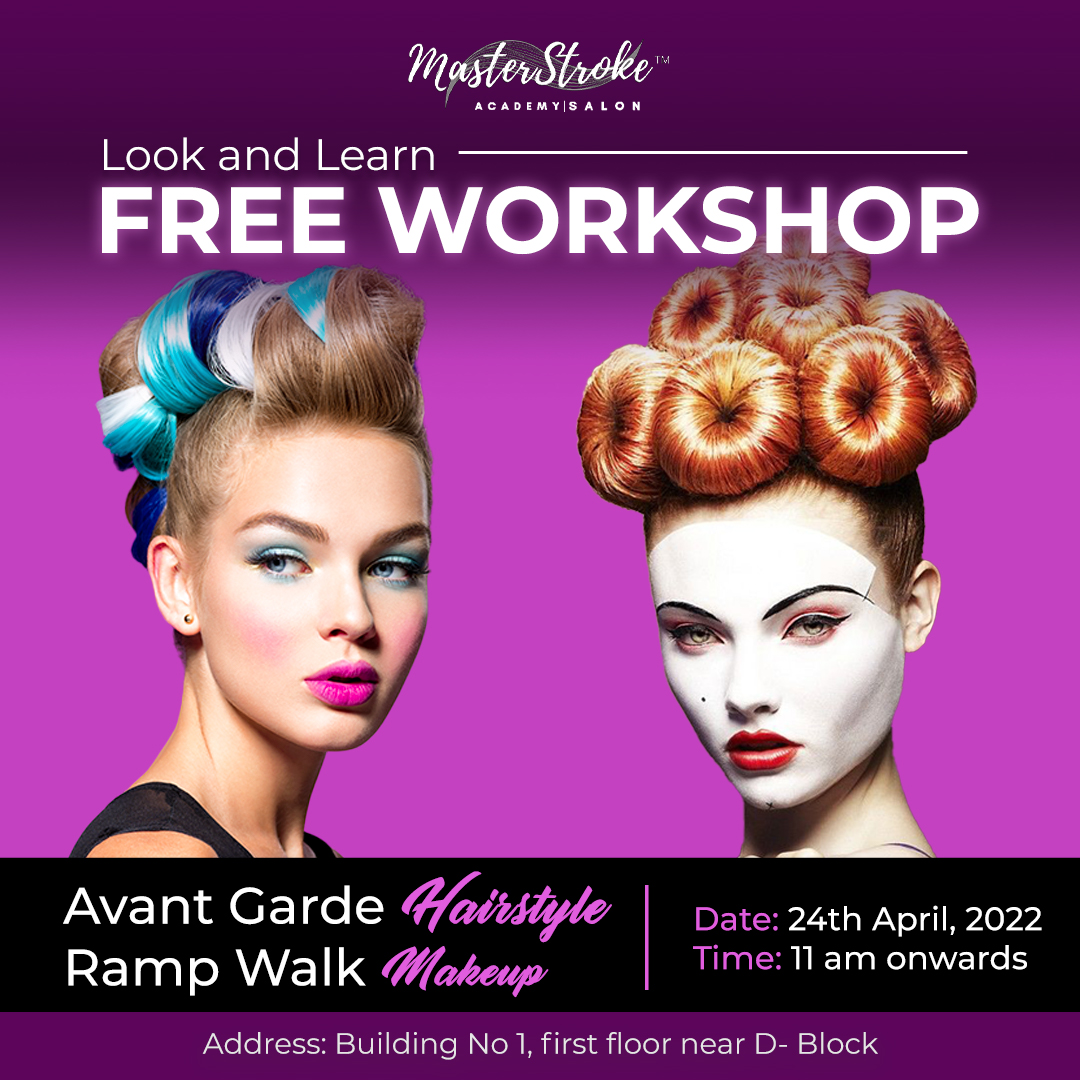 MasterStroke™
ACADEMY|SALON
Look and Learn
FREE WORKSHOP
Avant Garde Hairstyle
Ramp Walk Makeup
Date: 24th April, 2022
Time: 11 am onwards
Address: Building No 1, first floor near D- Block